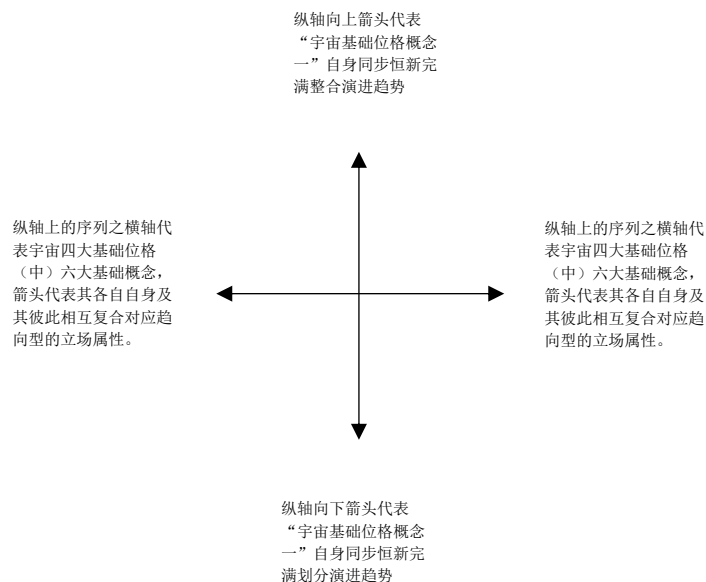 纵轴向上箭头代表
“宇宙基础位格概念
一”自身同步恒新完
满整合演进趋势
纵轴上的序列之横轴代
表宇宙四大基础位格
（中）六大基础概念，
箭头代表其各自自身及
其彼此相互复合对应趋
向型的立场属性。
纵轴上的序列之横轴代
表宇宙四大基础位格
（中）六大基础概念，
箭头代表其各自自身及
其彼此相互复合对应趋
向型的立场属性。
纵轴向下箭头代表
“宇宙基础位格概念
一”自身同步恒新完
满划分演进趋势